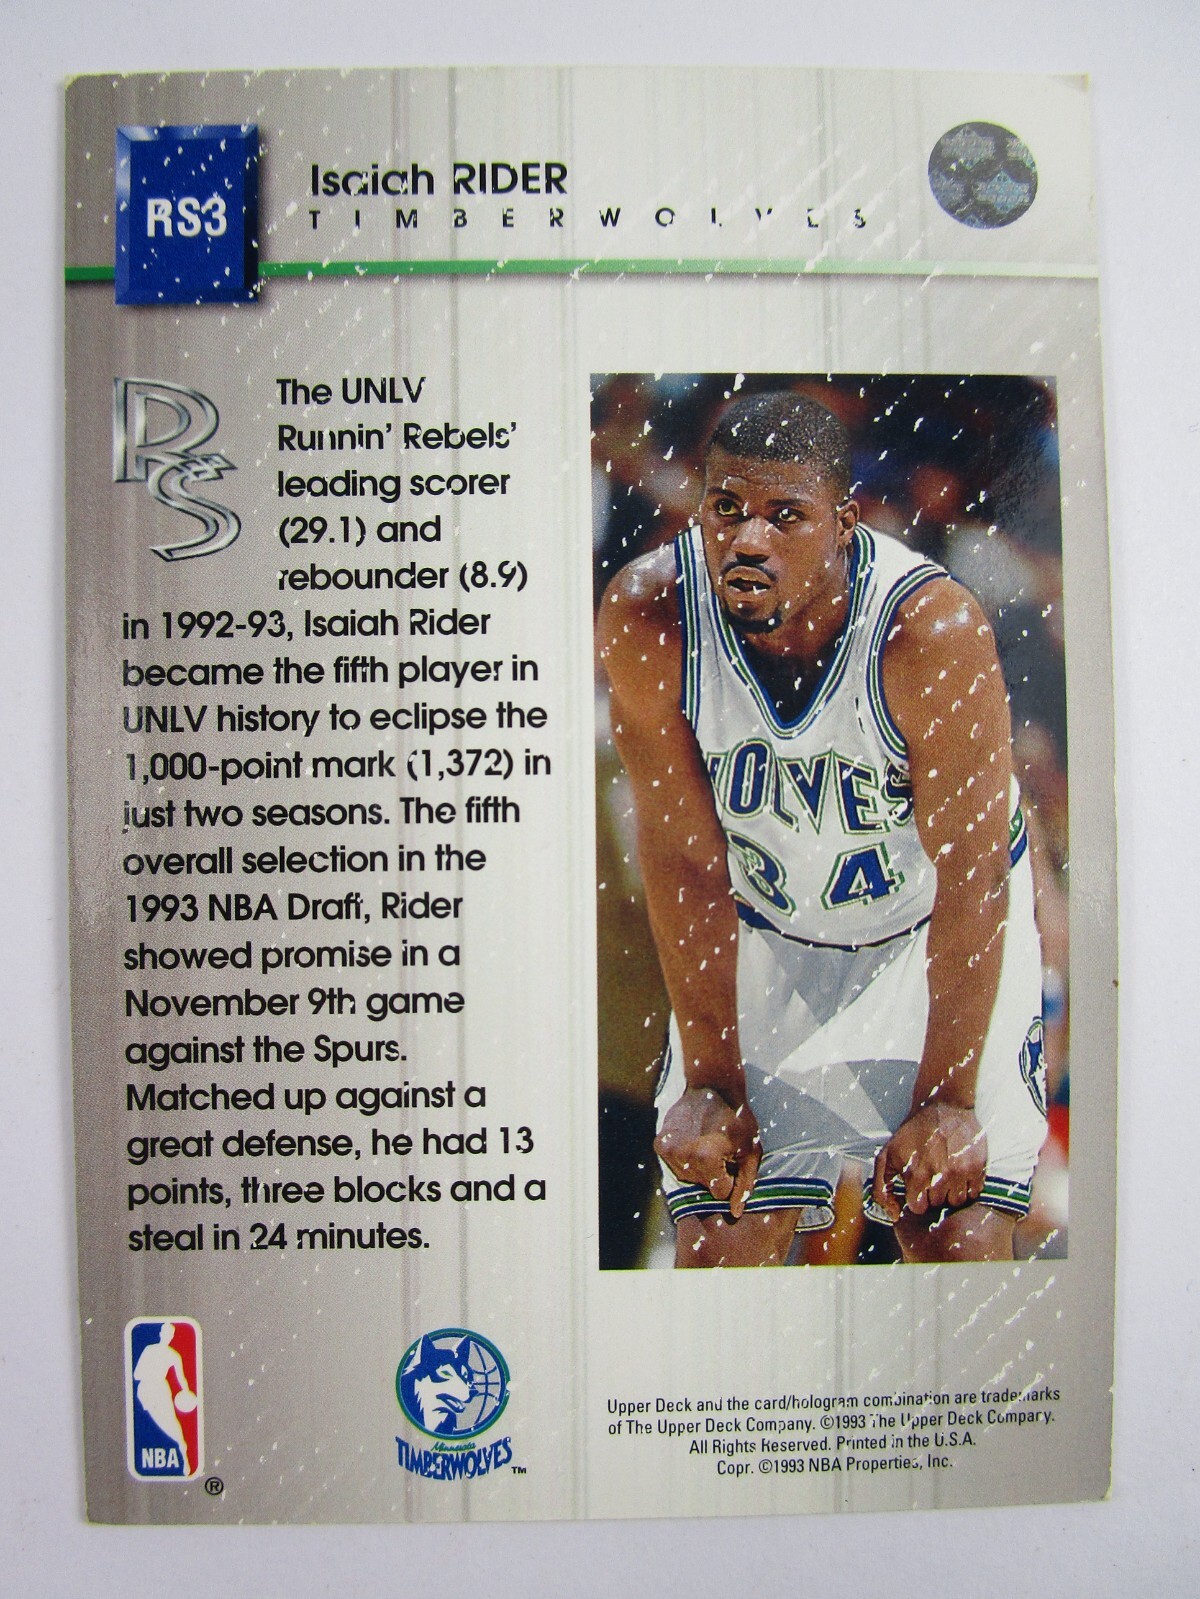 RS3
Isaiah RIDER
TIMBERWOLVES
RS
The UNLV
Runnin' Rebels'
leading scorer
(29.1) and
rebounder (8.9)
in 1992-93, Isaiah Rider
became the fifth player in
UNLV history to eclipse the
1,000-point mark (1,372) in
just two seasons. The fifth
overall selection in the
1993 NBA Draft, Rider
showed promise in a
November 9th game
against the Spurs.
Matched up against a
great defense, he had 13
points, three blocks and a
steal in 24 minutes.
WOLVES
34
NBA
®
Minnesota
TIMBERWOLVES
TM
Upper Deck and the card/hologram combination are trademarks
of The Upper Deck Company. ©1993 The Upper Deck Company.
All Rights Reserved. Printed in the U.S.A.
Copr. ©1993 NBA Properties, Inc.